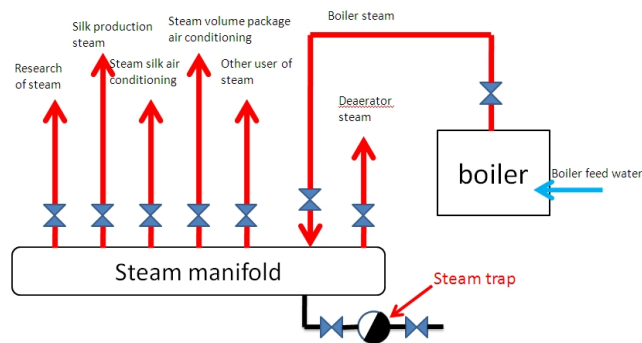 Silk production
steam
Steam volume package
air conditioning
Boiler steam
Research
of steam
Steam silk air
conditioning
Other user of
steam
Deaerator
steam
boiler
Boiler feed water
Steam manifold
Steam trap